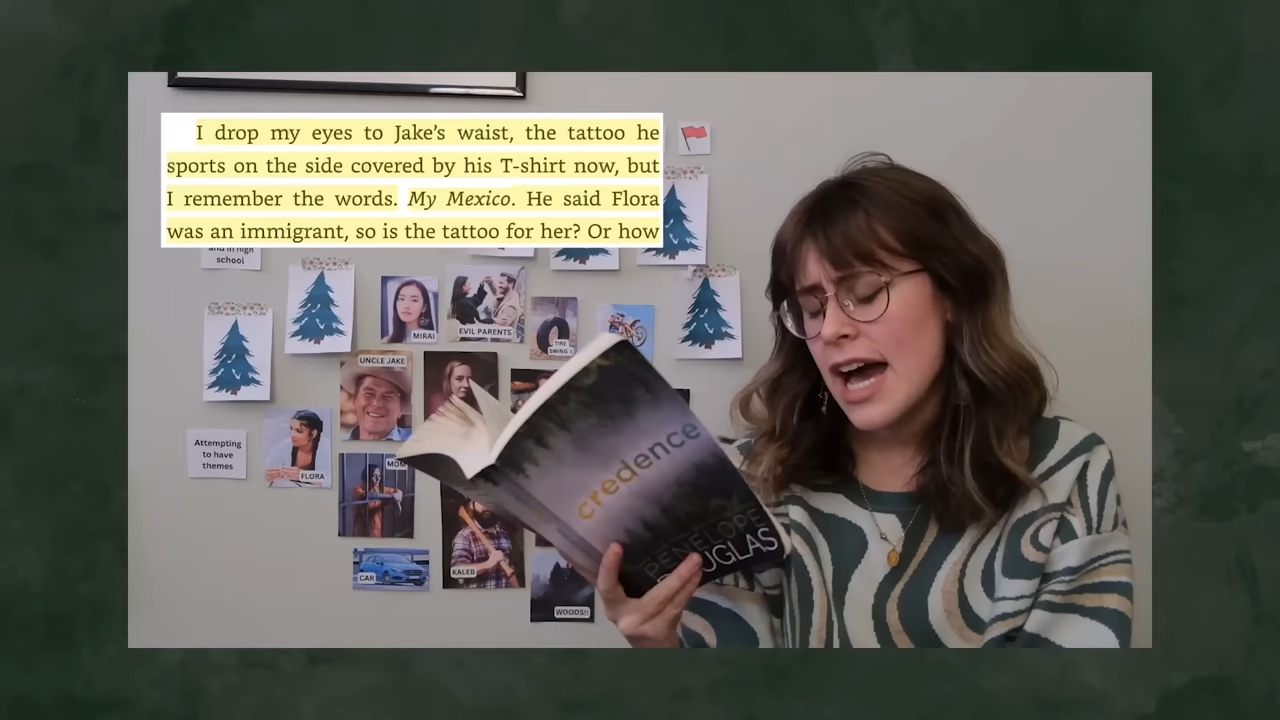 I drop my eyes to Jake's waist, the tattoo he
sports on the side covered by his T-shirt now, but
I remember the words. My Mexico. He said Flora
was an immigrant, so is the tattoo for her? Or how
and in high
school
MIRAI
EVIL PARENTS
TIRE
SWING :(
UNCLE JAKE
Attempting
to have
themes
FLORA
MOM
CAR
KALEB
WOODS!!
credence
PENELOPE
DOUGLAS